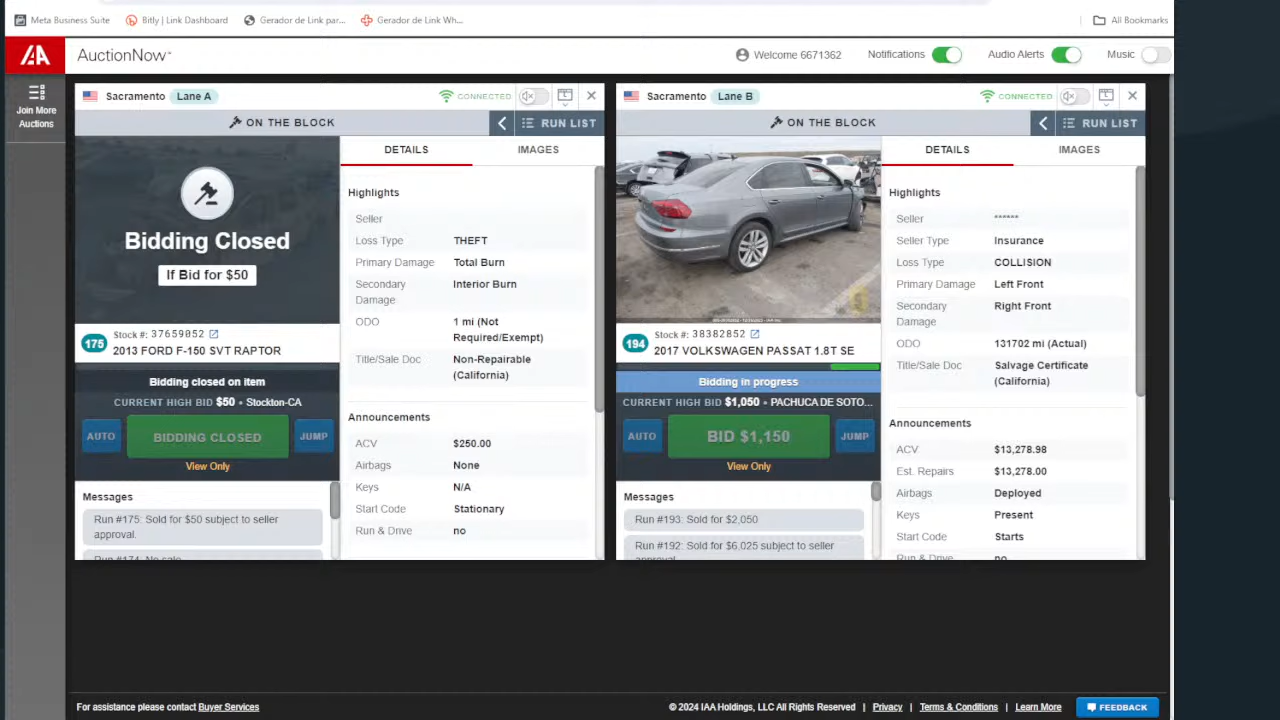 Meta Business Suite
Bitly | Link Dashboard
Gerador de Link par...
Gerador de Link Wh...
All Bookmarks
IAA
AuctionNow™
Welcome 6671362
Notifications
Audio Alerts
Music
Join More
Auctions
Sacramento Lane A
CONNECTED
ON THE BLOCK
RUN LIST
Bidding Closed
If Bid for $50
175
Stock #: 37659052
2013 FORD F-150 SVT RAPTOR
Bidding closed on item
CURRENT HIGH BID $50 • Stockton-CA
AUTO
BIDDING CLOSED
JUMP
View Only
Messages
Run #175: Sold for $50 subject to seller
approval.
Run #174: No sale
DETAILS
IMAGES
Highlights
Seller
Loss Type THEFT
Primary Damage Total Burn
Secondary Interior Burn
Damage
ODO 1 mi (Not
Required/Exempt)
Title/Sale Doc Non-Repairable
(California)
Announcements
ACV $250.00
Airbags None
Keys N/A
Start Code Stationary
Run & Drive no
Sacramento Lane B
CONNECTED
ON THE BLOCK
RUN LIST
194
Stock #: 38382852
2017 VOLKSWAGEN PASSAT 1.8T SE
Bidding in progress
CURRENT HIGH BID $1,050 • PACHUCA DE SOTO...
AUTO
BID $1,150
JUMP
View Only
Messages
Run #193: Sold for $2,050
Run #192: Sold for $6,025 subject to seller
approval.
DETAILS
IMAGES
Highlights
Seller ******
Seller Type Insurance
Loss Type COLLISION
Primary Damage Left Front
Secondary Right Front
Damage
ODO 131702 mi (Actual)
Title/Sale Doc Salvage Certificate
(California)
Announcements
ACV $13,278.98
Est. Repairs $13,278.00
Airbags Deployed
Keys Present
Start Code Starts
Run & Drive no
For assistance please contact Buyer Services
© 2024 IAA Holdings, LLC All Rights Reserved | Privacy | Terms & Conditions | Learn More
FEEDBACK